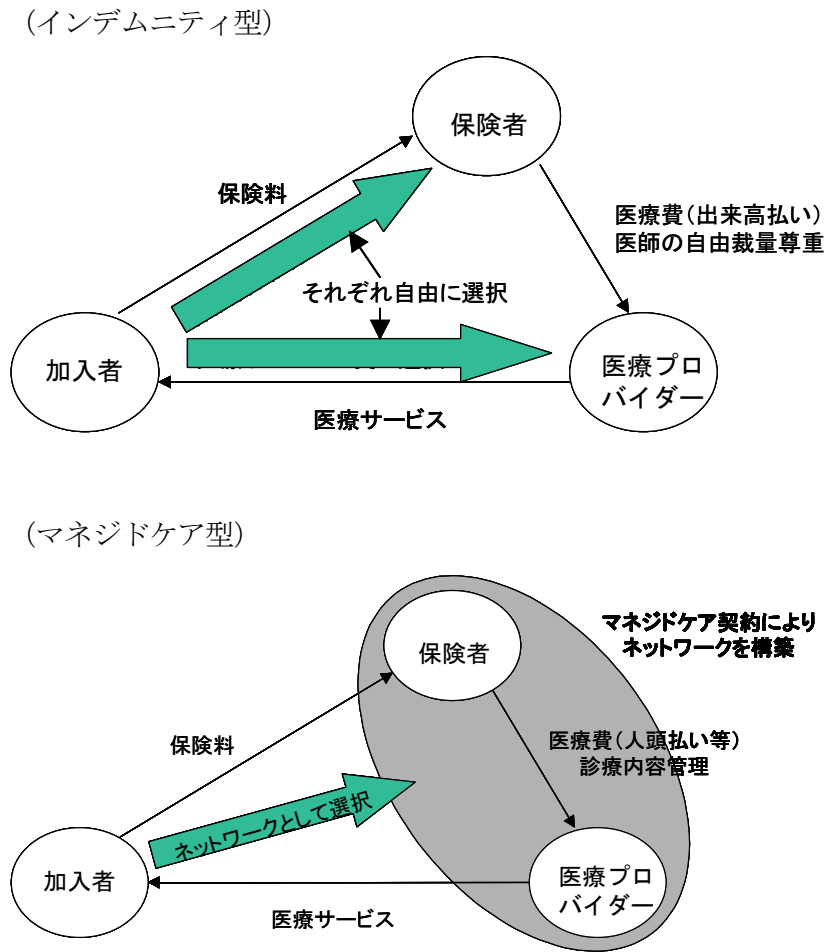 (インデムニティ型)
保険者
保険料
医療費(出来高払い)
医師の自由裁量尊重
それぞれ自由に選択
加入者
医療プロ
バイダー
医療サービス
(マネジドケア型)
マネジドケア契約により
ネットワークを構築
保険者
保険料
医療費(人頭払い等)
診療内容管理
ネットワークとして選択
加入者
医療プロ
バイダー
医療サービス